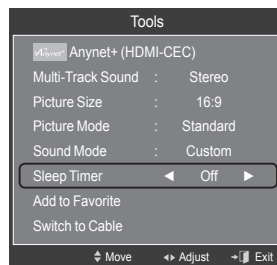 Tools
Anynet+ Anynet+ (HDMI-CEC)
Multi-Track Sound : Stereo
Picture Size : 16:9
Picture Mode : Standard
Sound Mode : Custom
Sleep Timer ◄ Off ►
Add to Favorite
Switch to Cable
Move Adjust Exit